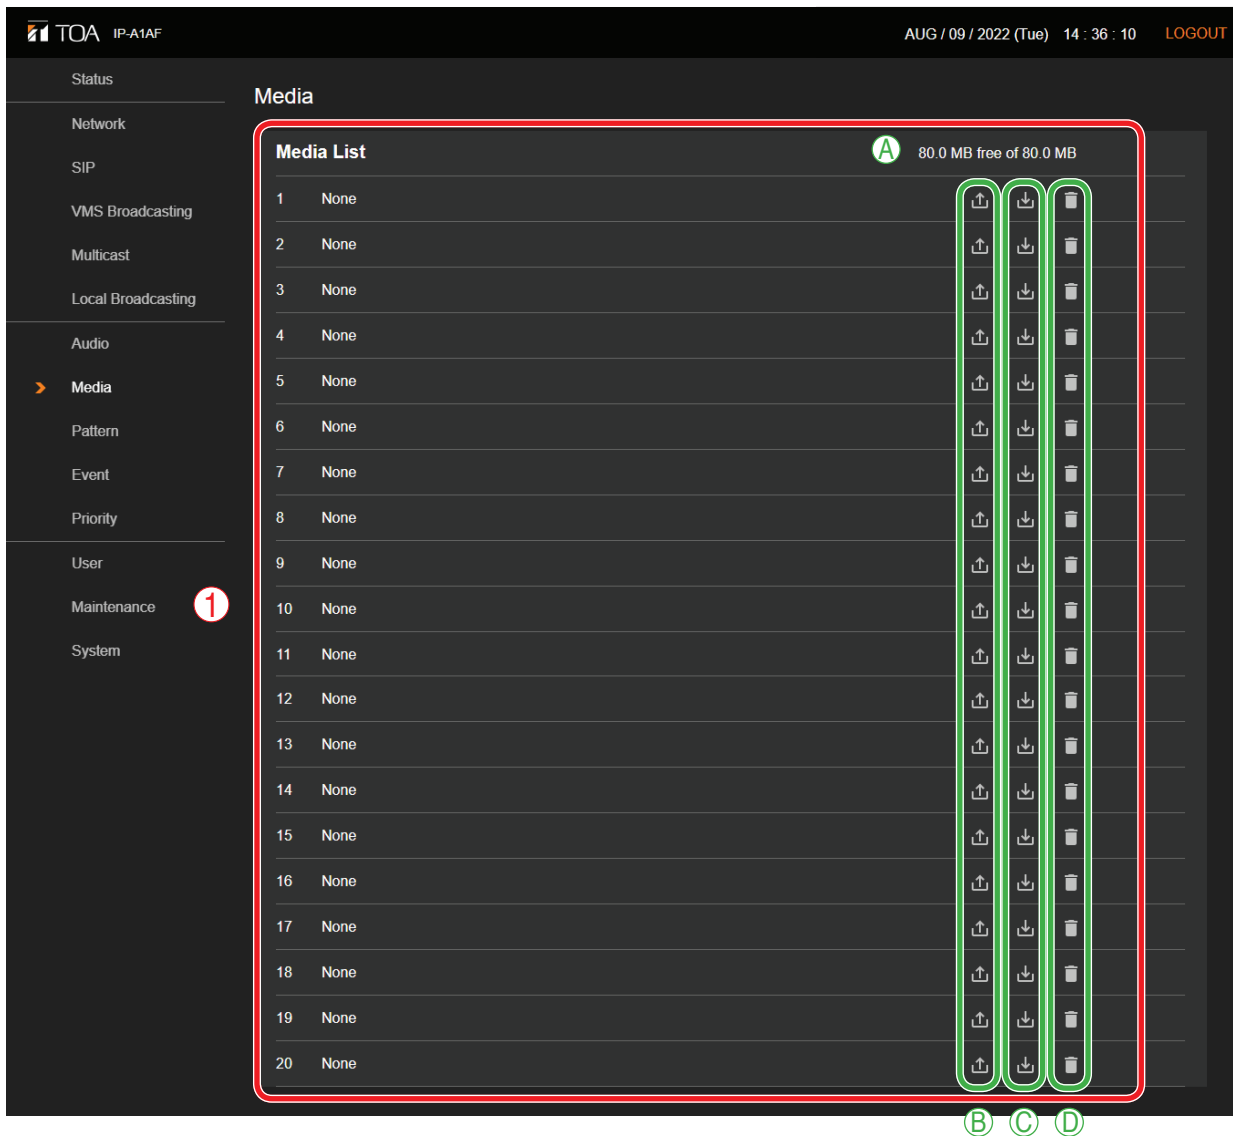 TOA IP-A1AF AUG / 09 / 2022 (Tue) 14 : 36 : 10 LOGOUT
Status
Network
SIP
VMS Broadcasting
Multicast
Local Broadcasting
Audio
Media
Pattern
Event
Priority
User
Maintenance
System
1
Media
Media List A 80.0 MB free of 80.0 MB
1 None
2 None
3 None
4 None
5 None
6 None
7 None
8 None
9 None
10 None
11 None
12 None
13 None
14 None
15 None
16 None
17 None
18 None
19 None
20 None
B C D